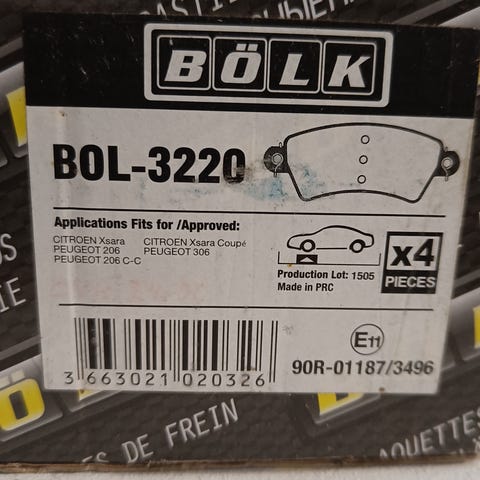 BÖLK
BOL-3220
Applications Fits for /Approved:
CITROEN Xsara CITROEN Xsara Coupé
PEUGEOT 206 PEUGEOT 306
PEUGEOT 206 C-C
x4
PIECES
Production Lot: 1505
Made in PRC
E11
3 663021 020326
90R-01187/3496
ES DE FREIN
AQUETTES